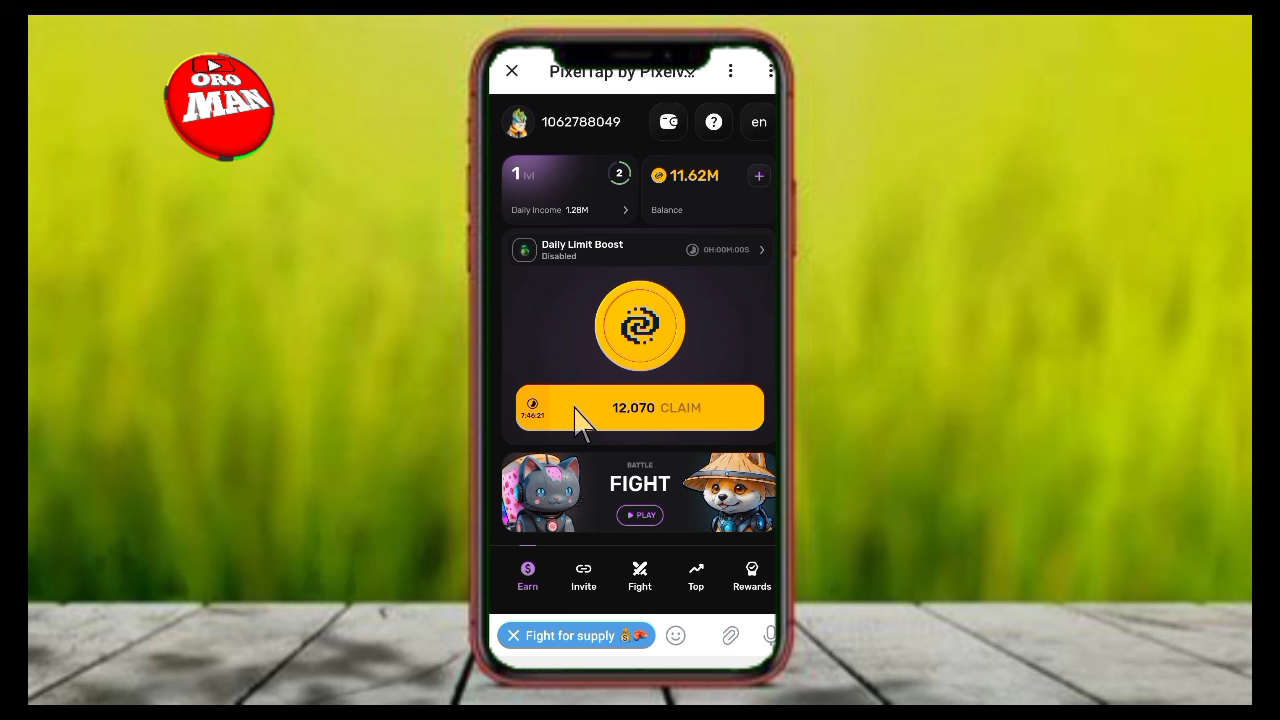 ORO
MAN
PixelTap by Pixelv...
1062788049
en
1 lvl
2
11.62M
Daily Income 1.28M
Balance
Daily Limit Boost
Disabled
0H:00M:00S
7:46:21
12,070 CLAIM
BATTLE
FIGHT
PLAY
Earn
Invite
Fight
Top
Rewards
Fight for supply 💰🥊